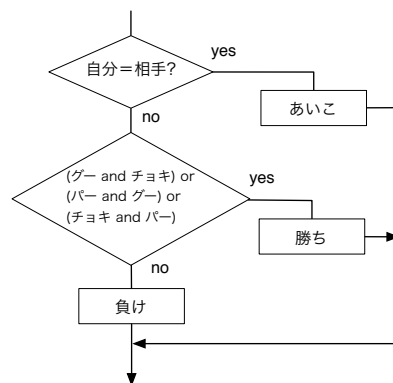 自分＝相手?
yes
あいこ
no
(グー and チョキ) or
(パー and グー) or
(チョキ and パー)
yes
勝ち
no
負け